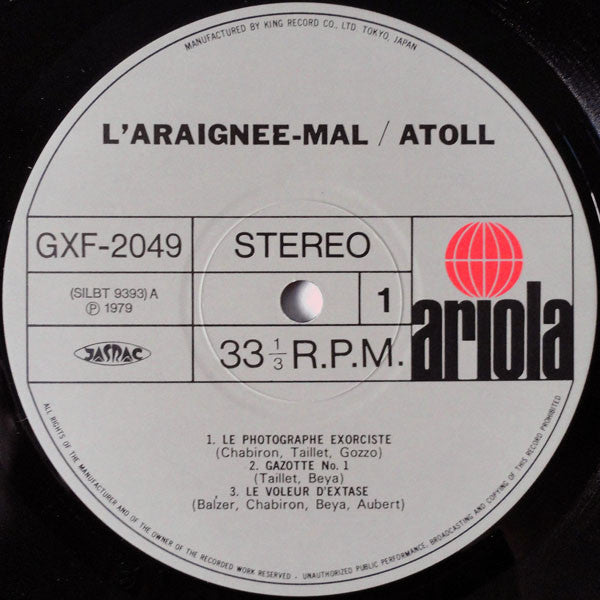 MANUFACTURED BY KING RECORD CO., LTD. TOKYO, JAPAN
L'ARAIGNEE-MAL / ATOLL
GXF-2049
STEREO
(SILBT 9393) A
Ⓟ 1979
1
ariola
JASRAC
33 1/3 R.P.M.
1. LE PHOTOGRAPHE EXORCISTE
(Chabiron, Taillet, Gozzo)
2. GAZOTTE No. 1
(Taillet, Beya)
3. LE VOLEUR D'EXTASE
(Balzer, Chabiron, Beya, Aubert)
ALL RIGHTS OF THE MANUFACTURER AND OF THE OWNER OF THE RECORDED WORK RESERVED - UNAUTHORIZED PUBLIC PERFORMANCE, BROADCASTING AND COPYING OF THIS RECORD PROHIBITED